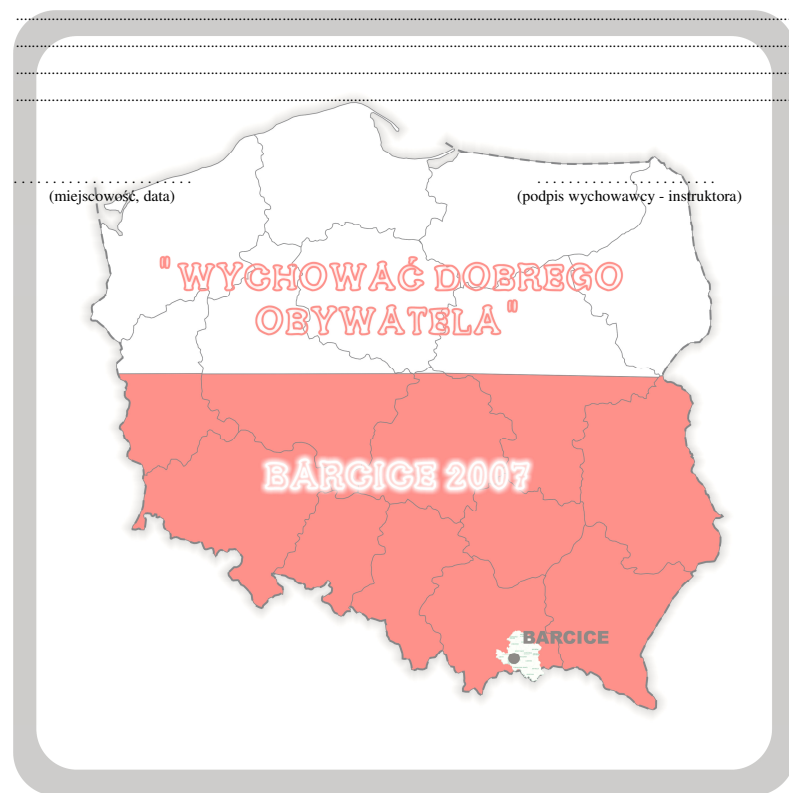 (miejscowość, data) (podpis wychowawcy - instruktora)
"WYCHOWAĆ DOBREGO
OBYWATELA"
BARCICE 2007
BARCICE